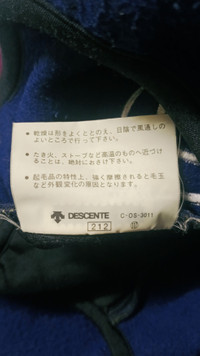 ●乾燥は形をよくととのえ、日陰で風通しの
よいところで行って下さい。
●たき火、ストーブなど高温のものへ近づけ
ることは、絶対にお避け下さい。
●起毛品の特性上、強く摩擦されると毛玉
など外観変化の原因となります。
DESCENTE C-DS-3011
212